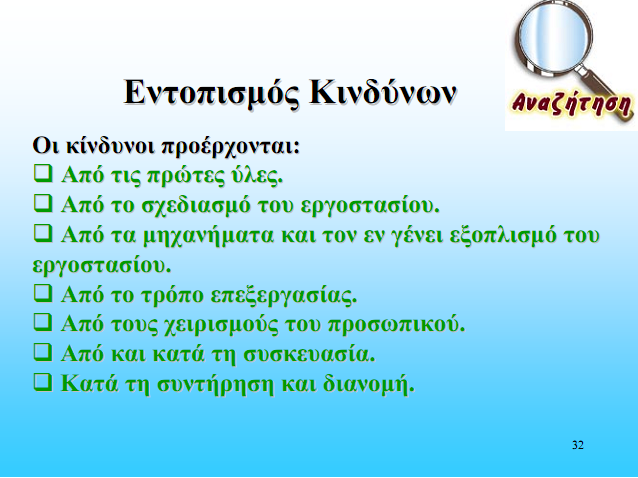 Αναζήτηση
Εντοπισμός Κινδύνων
Οι κίνδυνοι προέρχονται:
❑ Από τις πρώτες ύλες.
❑ Από το σχεδιασμό του εργοστασίου.
❑ Από τα μηχανήματα και τον εν γένει εξοπλισμό του
εργοστασίου.
❑ Από το τρόπο επεξεργασίας.
❑ Από τους χειρισμούς του προσωπικού.
❑ Από και κατά τη συσκευασία.
❑ Κατά τη συντήρηση και διανομή.
32